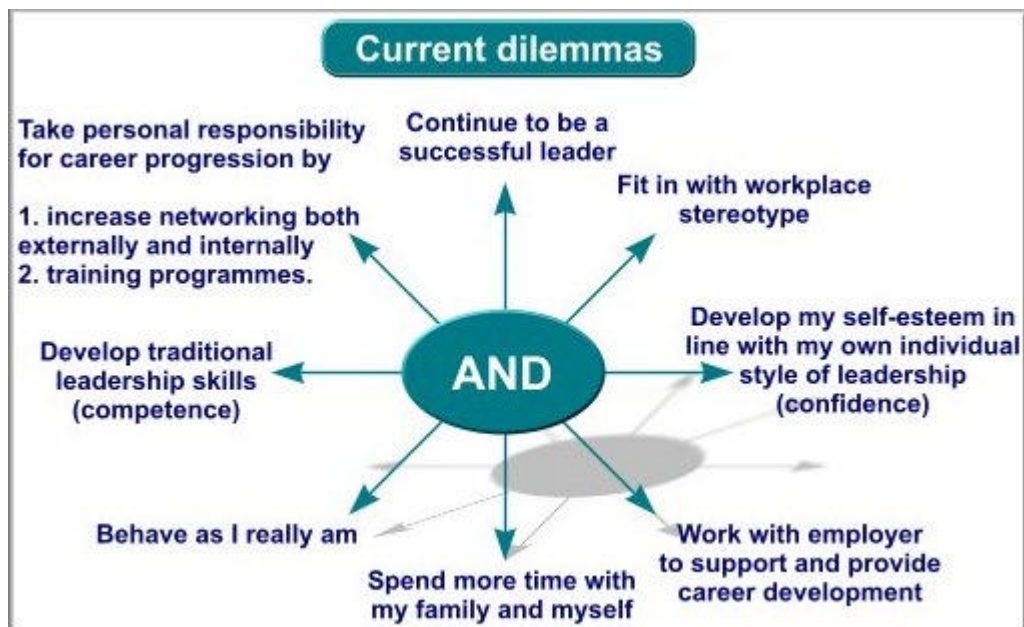 Current dilemmas
Take personal responsibility
for career progression by
1. increase networking both
externally and internally
2. training programmes.
Continue to be a
successful leader
Fit in with workplace
stereotype
Develop traditional
leadership skills
(competence)
AND
Develop my self-esteem in
line with my own individual
style of leadership
(confidence)
Behave as I really am
Spend more time with
my family and myself
Work with employer
to support and provide
career development